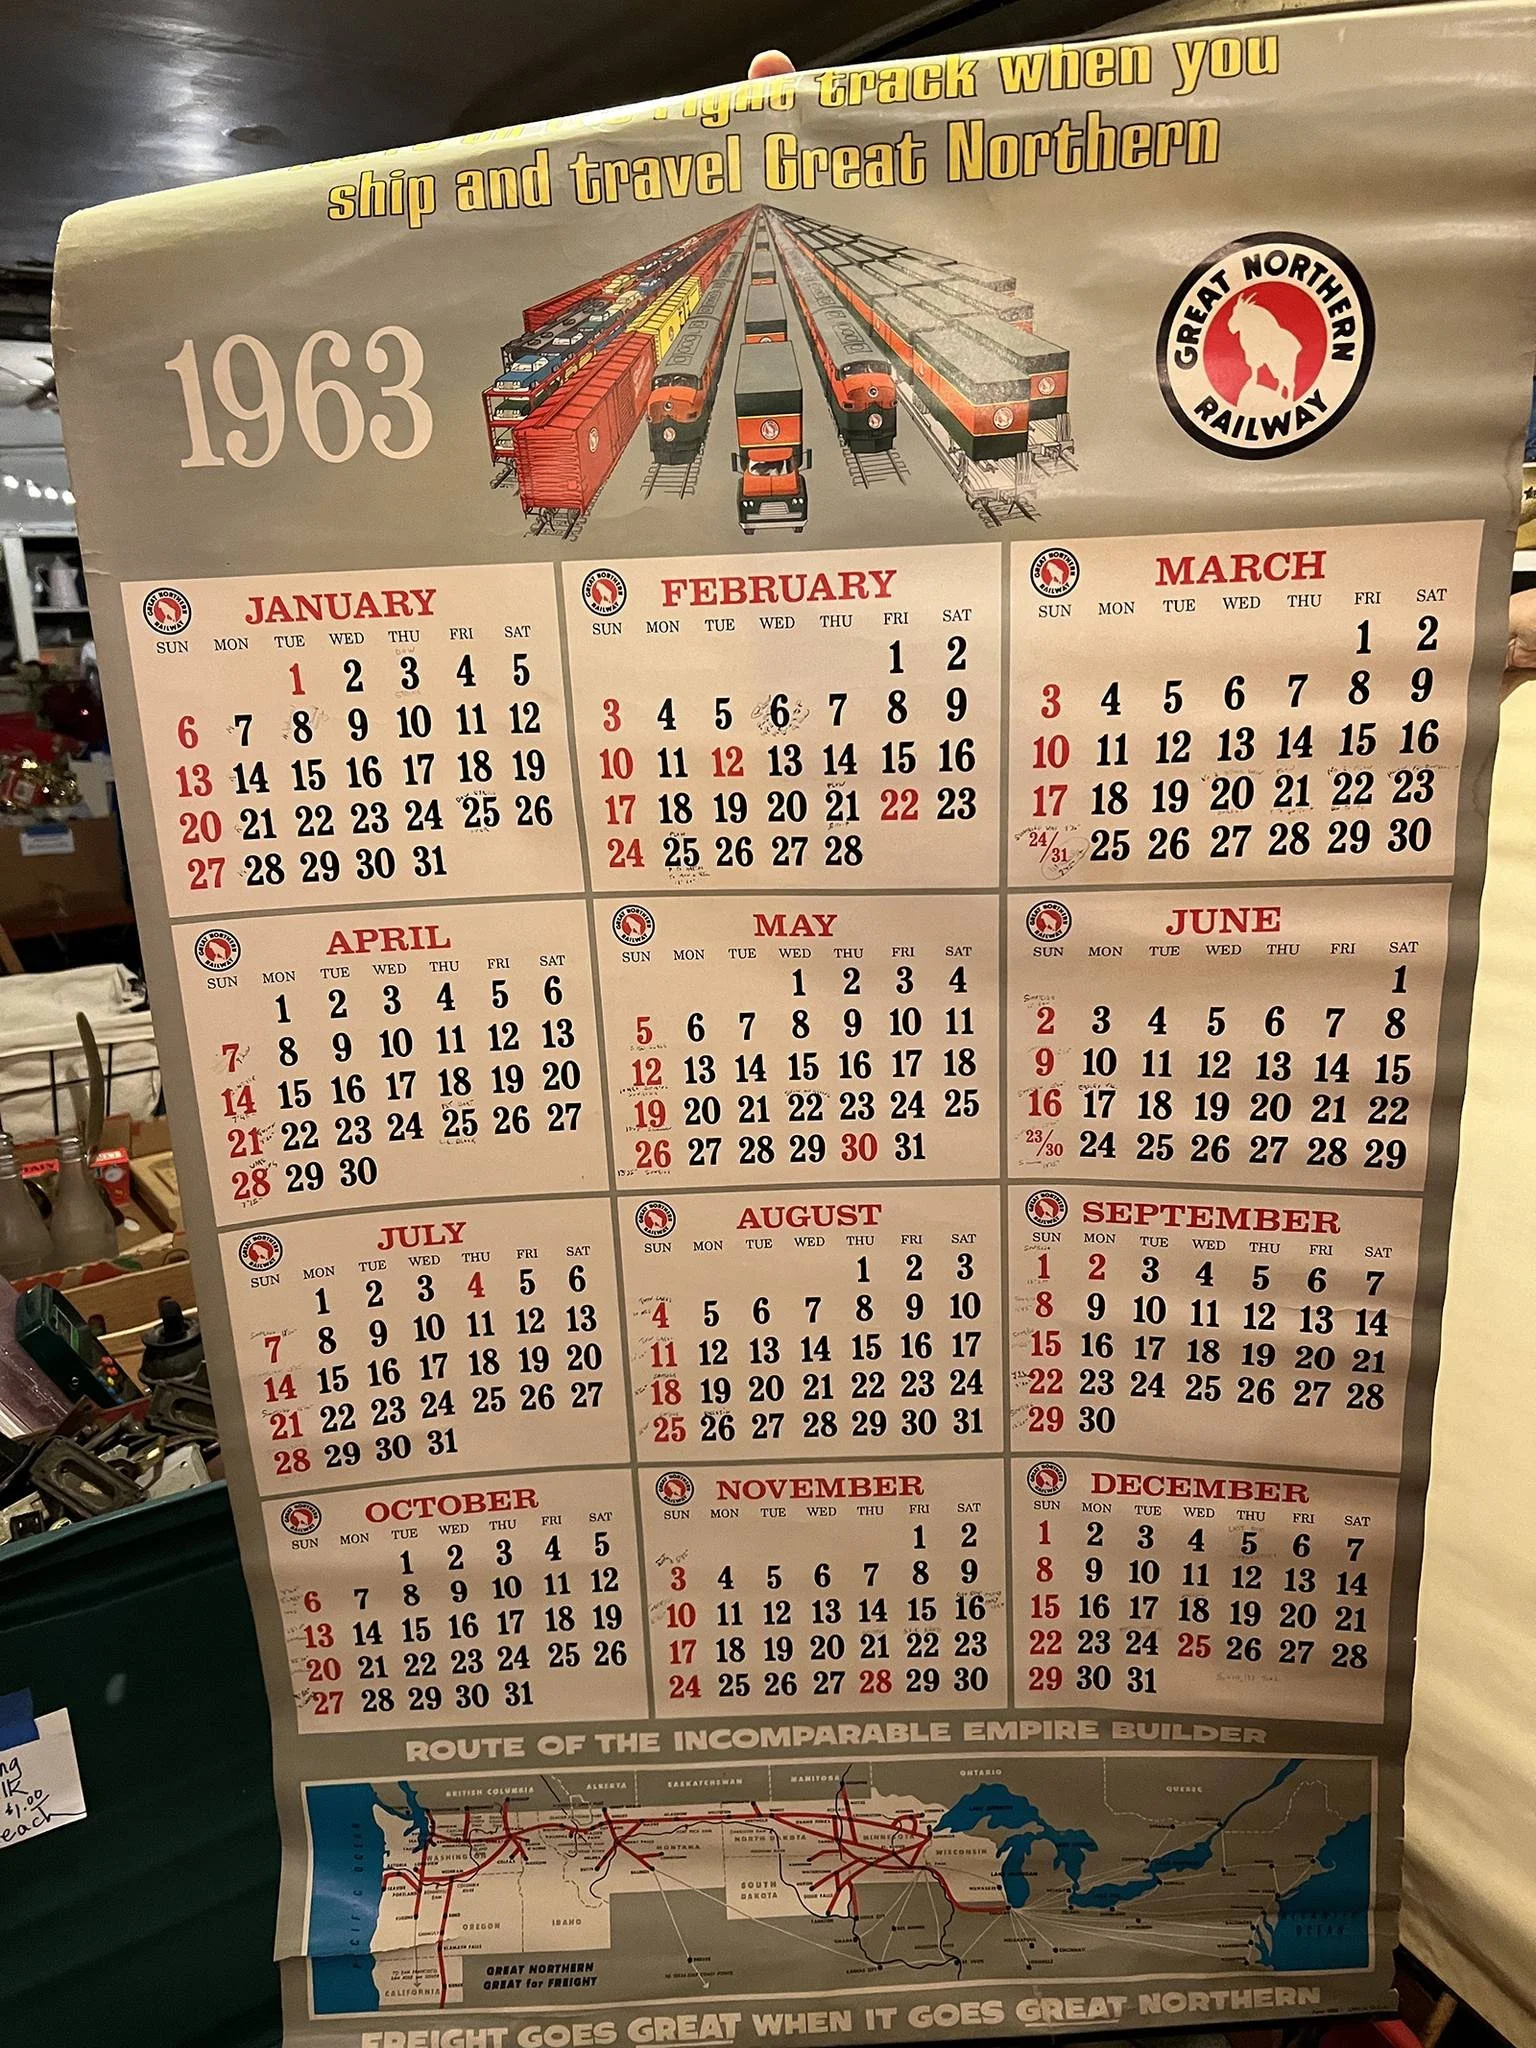 right track when you
ship and travel Great Northern
1963
GREAT NORTHERN RAILWAY
JANUARY
SUN MON TUE WED THU FRI SAT
1 2 3 4 5
6 7 8 9 10 11 12
13 14 15 16 17 18 19
20 21 22 23 24 25 26
27 28 29 30 31
FEBRUARY
SUN MON TUE WED THU FRI SAT
1 2
3 4 5 6 7 8 9
10 11 12 13 14 15 16
17 18 19 20 21 22 23
24 25 26 27 28
MARCH
SUN MON TUE WED THU FRI SAT
1 2
3 4 5 6 7 8 9
10 11 12 13 14 15 16
17 18 19 20 21 22 23
24/31 25 26 27 28 29 30
APRIL
SUN MON TUE WED THU FRI SAT
1 2 3 4 5 6
7 8 9 10 11 12 13
14 15 16 17 18 19 20
21 22 23 24 25 26 27
28 29 30
MAY
SUN MON TUE WED THU FRI SAT
1 2 3 4
5 6 7 8 9 10 11
12 13 14 15 16 17 18
19 20 21 22 23 24 25
26 27 28 29 30 31
JUNE
SUN MON TUE WED THU FRI SAT
1
2 3 4 5 6 7 8
9 10 11 12 13 14 15
16 17 18 19 20 21 22
23/30 24 25 26 27 28 29
JULY
SUN MON TUE WED THU FRI SAT
1 2 3 4 5 6
7 8 9 10 11 12 13
14 15 16 17 18 19 20
21 22 23 24 25 26 27
28 29 30 31
AUGUST
SUN MON TUE WED THU FRI SAT
1 2 3
4 5 6 7 8 9 10
11 12 13 14 15 16 17
18 19 20 21 22 23 24
25 26 27 28 29 30 31
SEPTEMBER
SUN MON TUE WED THU FRI SAT
1 2 3 4 5 6 7
8 9 10 11 12 13 14
15 16 17 18 19 20 21
22 23 24 25 26 27 28
29 30
OCTOBER
SUN MON TUE WED THU FRI SAT
1 2 3 4 5
6 7 8 9 10 11 12
13 14 15 16 17 18 19
20 21 22 23 24 25 26
27 28 29 30 31
NOVEMBER
SUN MON TUE WED THU FRI SAT
1 2
3 4 5 6 7 8 9
10 11 12 13 14 15 16
17 18 19 20 21 22 23
24 25 26 27 28 29 30
DECEMBER
SUN MON TUE WED THU FRI SAT
1 2 3 4 5 6 7
8 9 10 11 12 13 14
15 16 17 18 19 20 21
22 23 24 25 26 27 28
29 30 31
ROUTE OF THE INCOMPARABLE EMPIRE BUILDER
BRITISH COLUMBIA ALBERTA SASKATCHEWAN MANITOBA ONTARIO QUEBEC
PACIFIC OCEAN
WASHINGTON MONTANA NORTH DAKOTA MINNESOTA WISCONSIN
OREGON IDAHO SOUTH DAKOTA
CALIFORNIA
ATLANTIC OCEAN
GREAT NORTHERN
GREAT for FREIGHT
FREIGHT GOES GREAT WHEN IT GOES GREAT NORTHERN
$1.00
each